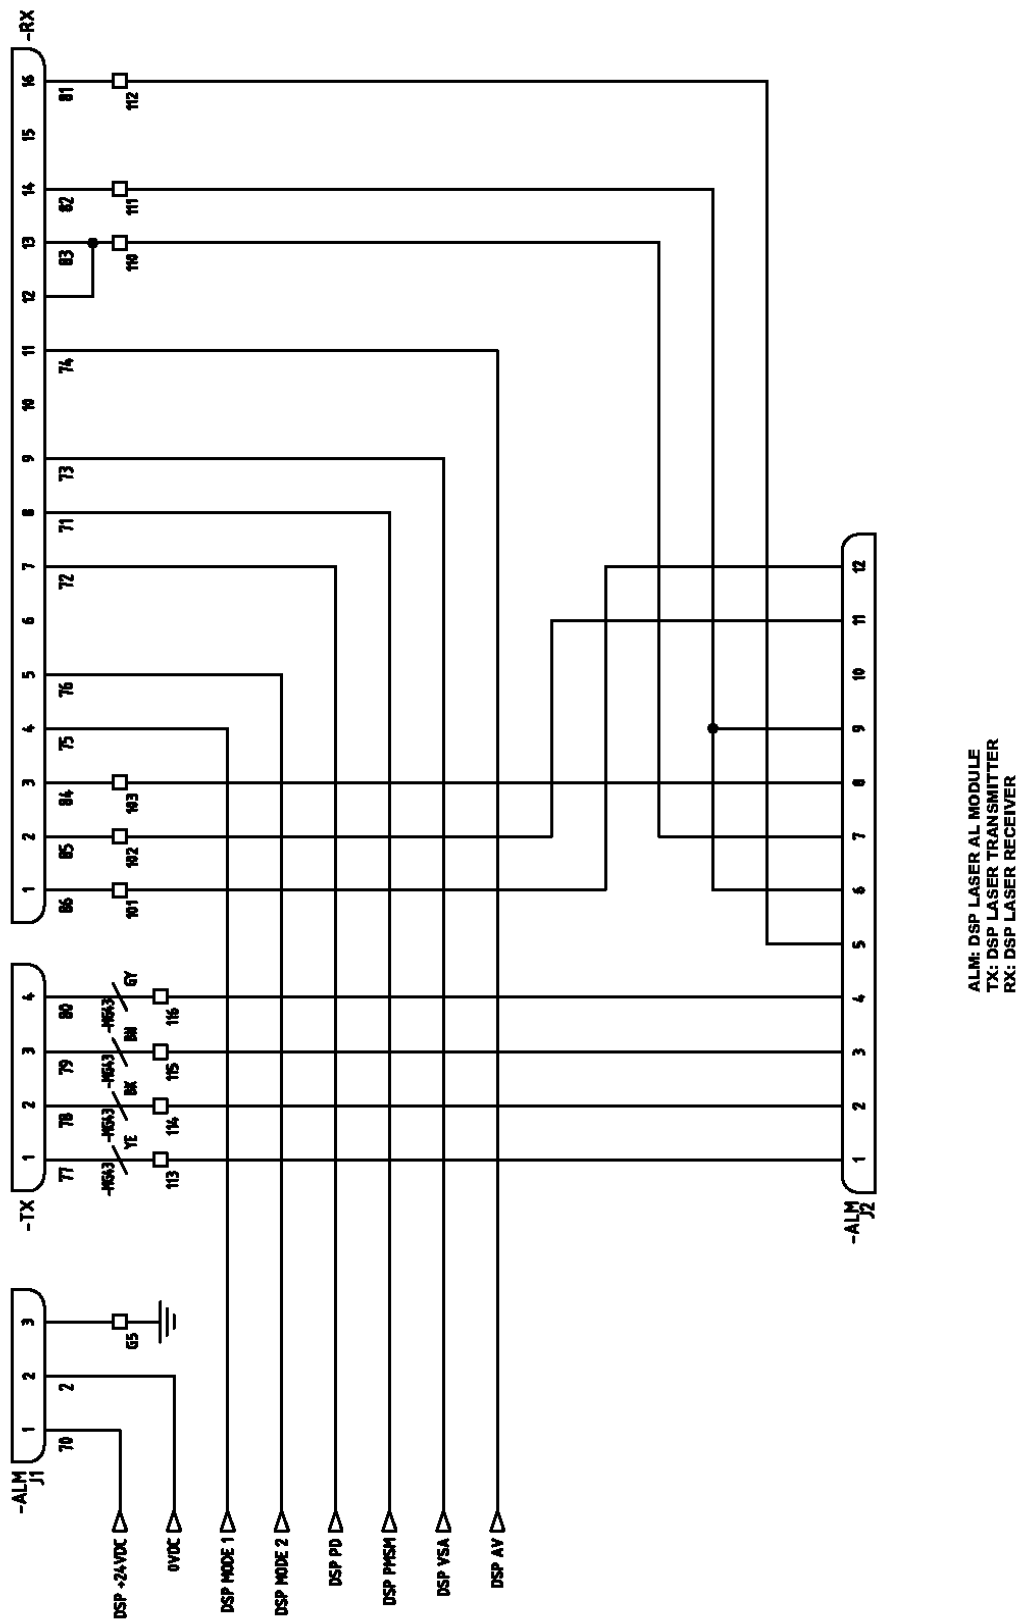 -ALM
J1
1
2
3
70
2
G5
-TX
1
2
3
4
77
78
79
80
-MG43
YE
-MG43
BK
-MG43
BN
-MG43
GY
113
114
115
116
-RX
1
2
3
4
5
6
7
8
9
10
11
12
13
14
15
16
86
85
84
75
76
72
71
73
74
83
82
81
101
102
103
110
111
112
DSP +24VDC
0VDC
DSP MODE 1
DSP MODE 2
DSP PD
DSP PMSM
DSP VSA
DSP AV
-ALM
J2
1
2
3
4
5
6
7
8
9
10
11
12
ALM: DSP LASER AL MODULE
TX: DSP LASER TRANSMITTER
RX: DSP LASER RECEIVER